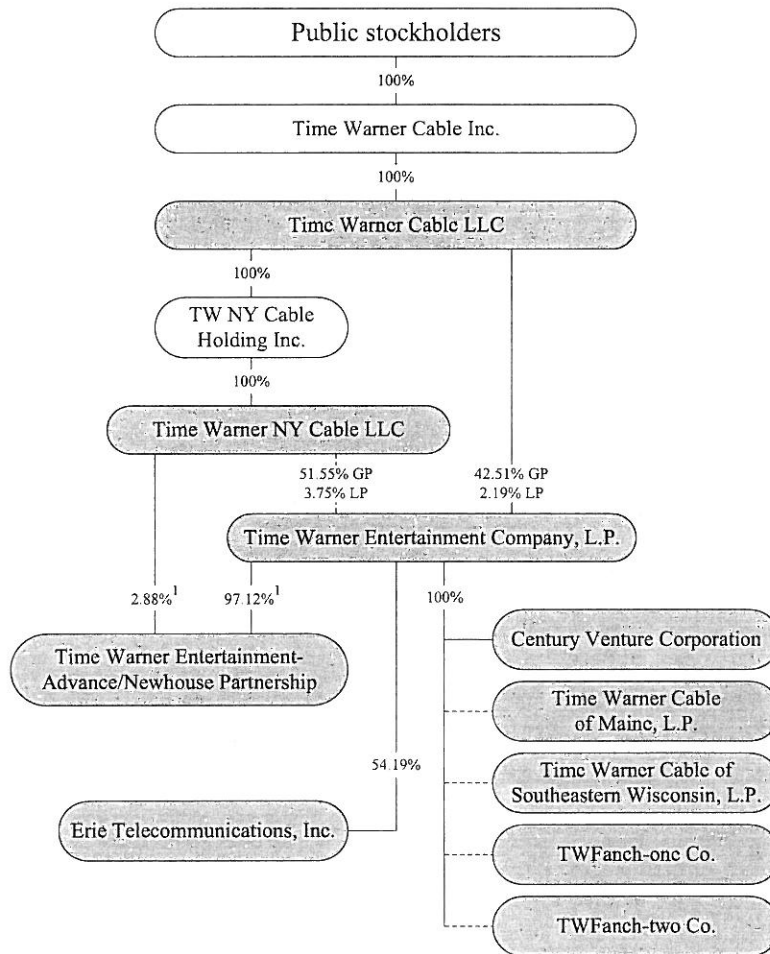 Public stockholders
100%
Time Warner Cable Inc.
100%
Time Warner Cable LLC
100%
TW NY Cable
Holding Inc.
100%
Time Warner NY Cable LLC
51.55% GP
3.75% LP
42.51% GP
2.19% LP
Time Warner Entertainment Company, L.P.
2.88%¹
97.12%¹
100%
Century Venture Corporation
Time Warner Entertainment-
Advance/Newhouse Partnership
Time Warner Cable
of Maine, L.P.
54.19%
Time Warner Cable of
Southeastern Wisconsin, L.P.
Erie Telecommunications, Inc.
TWFanch-one Co.
TWFanch-two Co.